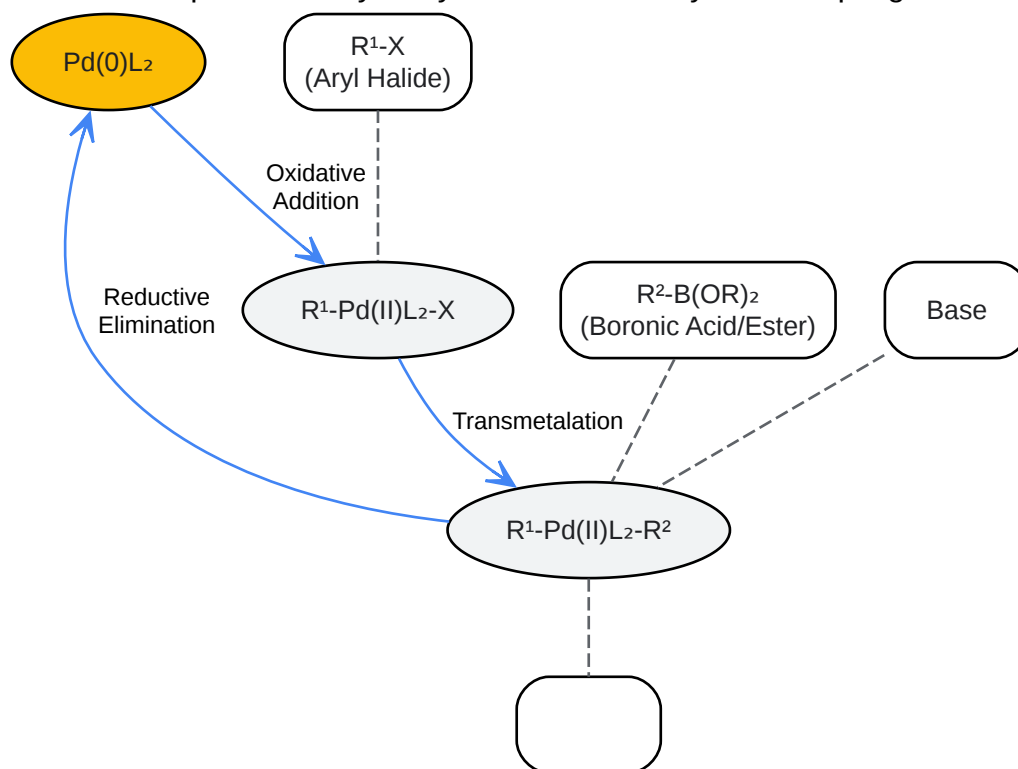 Pd(0)L₂
R¹-X
(Aryl Halide)
Oxidative
Addition
Reductive
Elimination
R¹-Pd(II)L₂-X
R²-B(OR)₂
(Boronic Acid/Ester)
Base
Transmetalation
R¹-Pd(II)L₂-R²